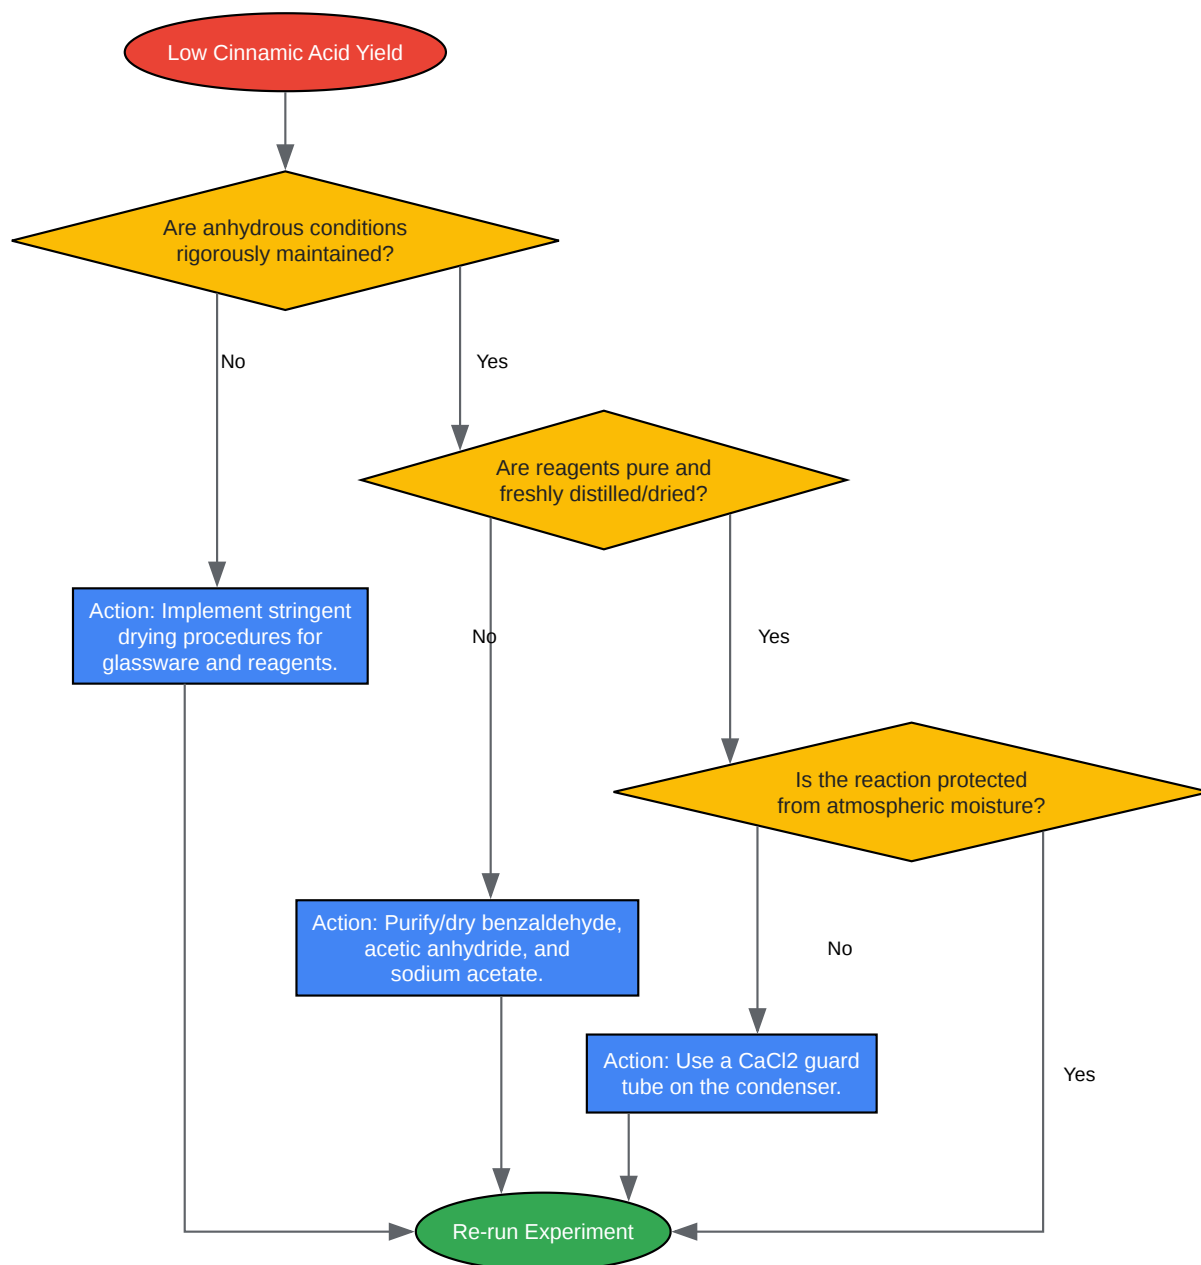 Low Cinnamic Acid Yield
Are anhydrous conditions
rigorously maintained?
No
Yes
Are reagents pure and
freshly distilled/dried?
Action: Implement stringent
drying procedures for
glassware and reagents.
No
Yes
Is the reaction protected
from atmospheric moisture?
Action: Purify/dry benzaldehyde,
acetic anhydride, and
sodium acetate.
No
Action: Use a CaCl2 guard
tube on the condenser.
Yes
Re-run Experiment